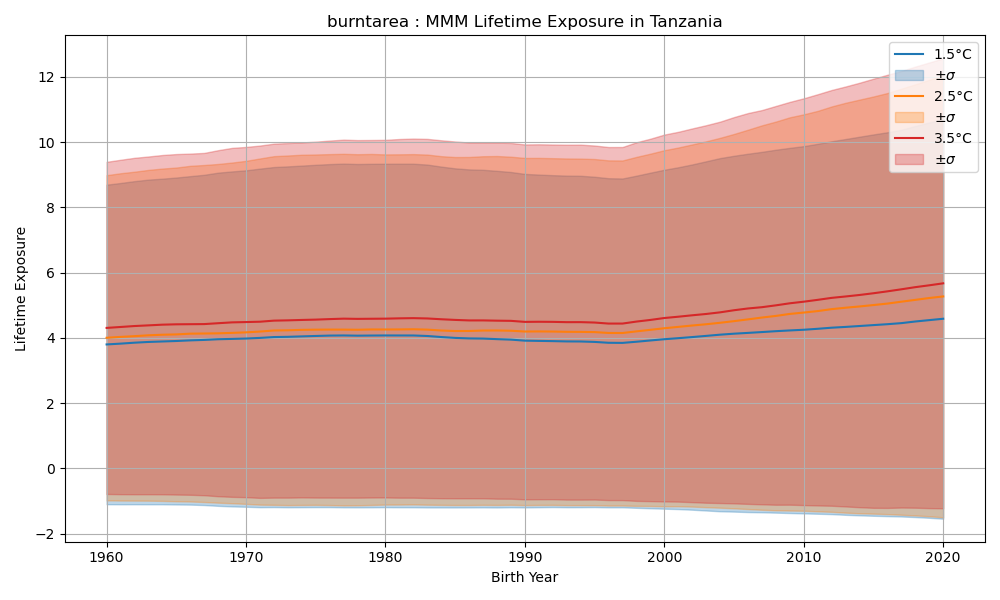 burntarea : MMM Lifetime Exposure in Tanzania
Lifetime Exposure
12
10
8
6
4
2
0
−2
1960
1970
1980
1990
2000
2010
2020
Birth Year
1.5°C
±σ
2.5°C
±σ
3.5°C
±σ